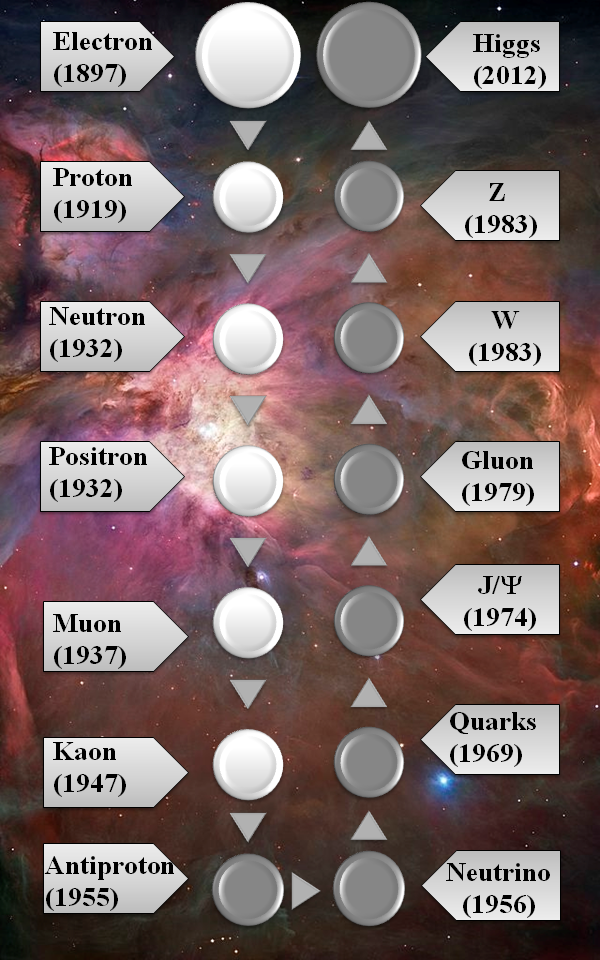 Electron
(1897)
Proton
(1919)
Neutron
(1932)
Positron
(1932)
Muon
(1937)
Kaon
(1947)
Antiproton
(1955)
Neutrino
(1956)
Quarks
(1969)
J/Ψ
(1974)
Gluon
(1979)
W
(1983)
Z
(1983)
Higgs
(2012)